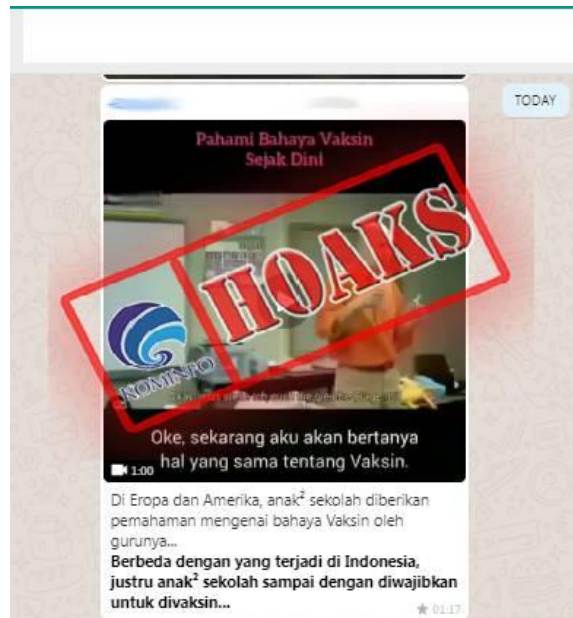 TODAY
Pahami Bahaya Vaksin
Sejak Dini
HOAKS
KOMINFO
Oke, sekarang aku akan bertanya
hal yang sama tentang Vaksin.
1:00
Di Eropa dan Amerika, anak² sekolah diberikan
pemahaman mengenai bahaya Vaksin oleh
gurunya...
Berbeda dengan yang terjadi di Indonesia,
justru anak² sekolah sampai dengan diwajibkan
untuk divaksin...
01:17